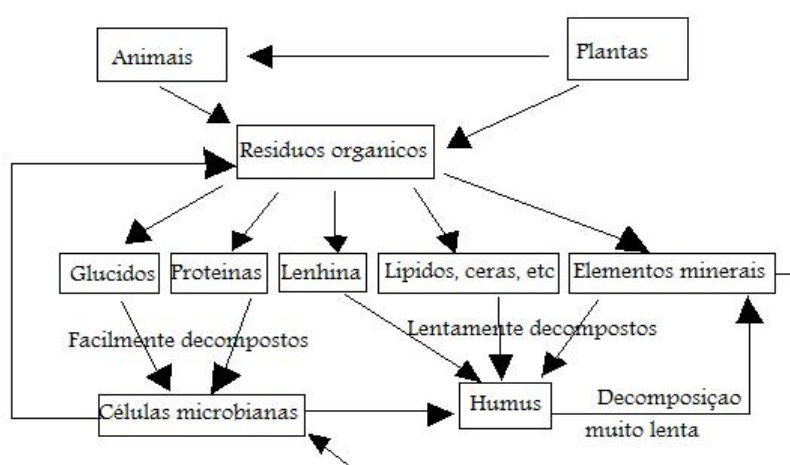 Animais
Plantas
Residuos organicos
Glucidos
Proteinas
Lenhina
Lipidos, ceras, etc
Elementos minerais
Facilmente decompostos
Lentamente decompostos
Células microbianas
Humus
Decomposiçao
muito lenta